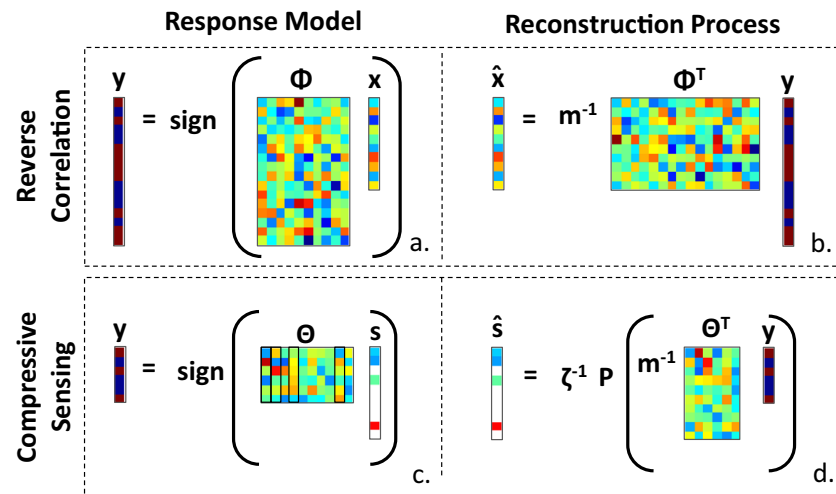 Response Model
Reconstruction Process
Reverse Correlation
y = sign Φ x
a.
x̂ = m⁻¹ Φᵀ y
b.
Compressive Sensing
y = sign Θ s
c.
ŝ = ζ⁻¹ P m⁻¹ Θᵀ y
d.